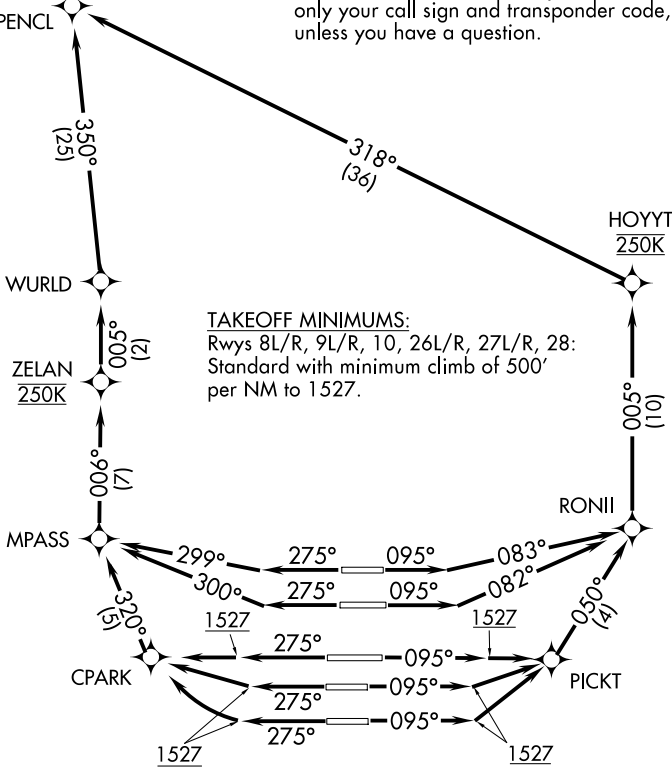 only your call sign and transponder code,
unless you have a question.
PENCL
350°
(25)
318°
(36)
HOYYT
250K
WURLD
TAKEOFF MINIMUMS:
Rwys 8L/R, 9L/R, 10, 26L/R, 27L/R, 28:
Standard with minimum climb of 500'
per NM to 1527.
005°
(2)
ZELAN
250K
005°
(10)
006°
(7)
RONII
MPASS
299°
275°
095°
083°
300°
275°
095°
082°
320°
(5)
050°
(4)
1527
1527
275°
095°
CPARK
PICKT
275°
095°
275°
095°
1527
1527